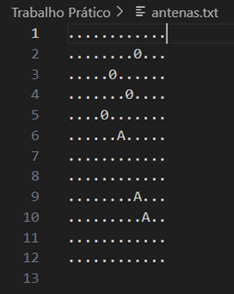 Trabalho Prático > antenas.txt
1 ............
2 ........0...
3 .....0......
4 .......0....
5 ....0.......
6 ......A.....
7 ............
8 ............
9 ........A...
10 .........A..
11 ............
12 ............
13